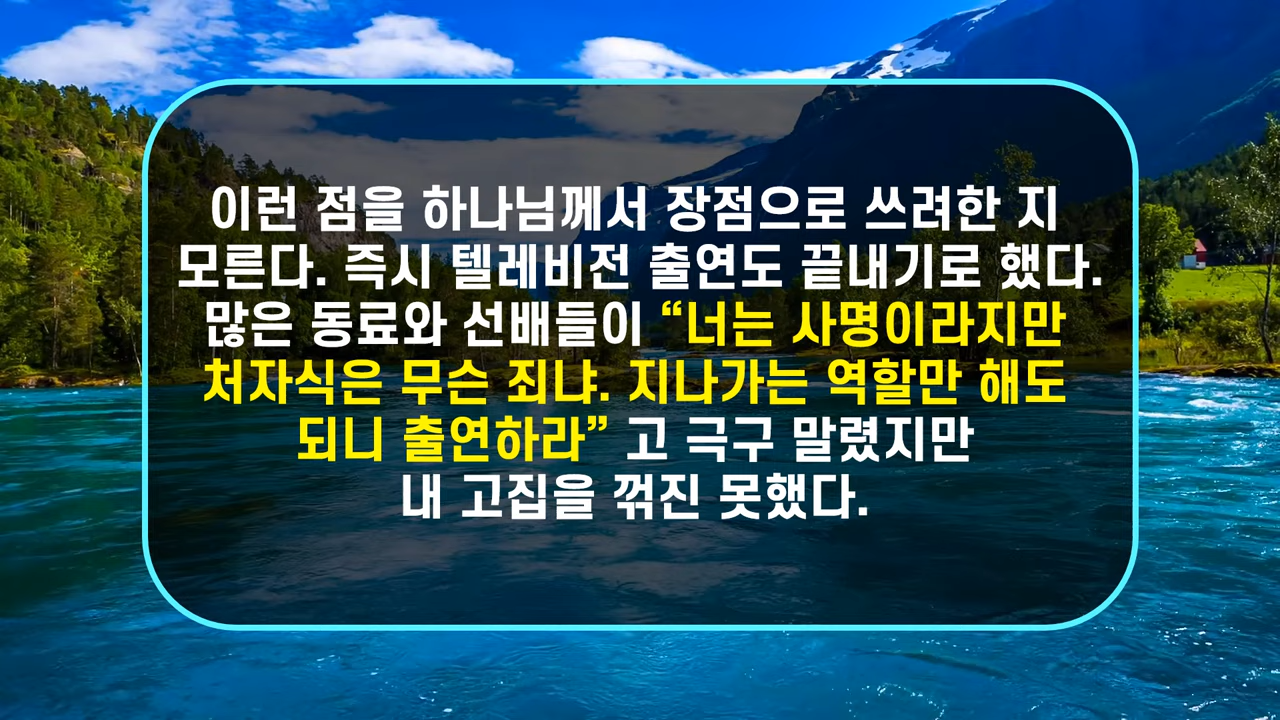 이런 점을 하나님께서 장점으로 쓰려한 지
모른다. 즉시 텔레비전 출연도 끝내기로 했다.
많은 동료와 선배들이 “너는 사명이라지만
처자식은 무슨 죄냐. 지나가는 역할만 해도
되니 출연하라” 고 극구 말렸지만
내 고집을 꺾진 못했다.